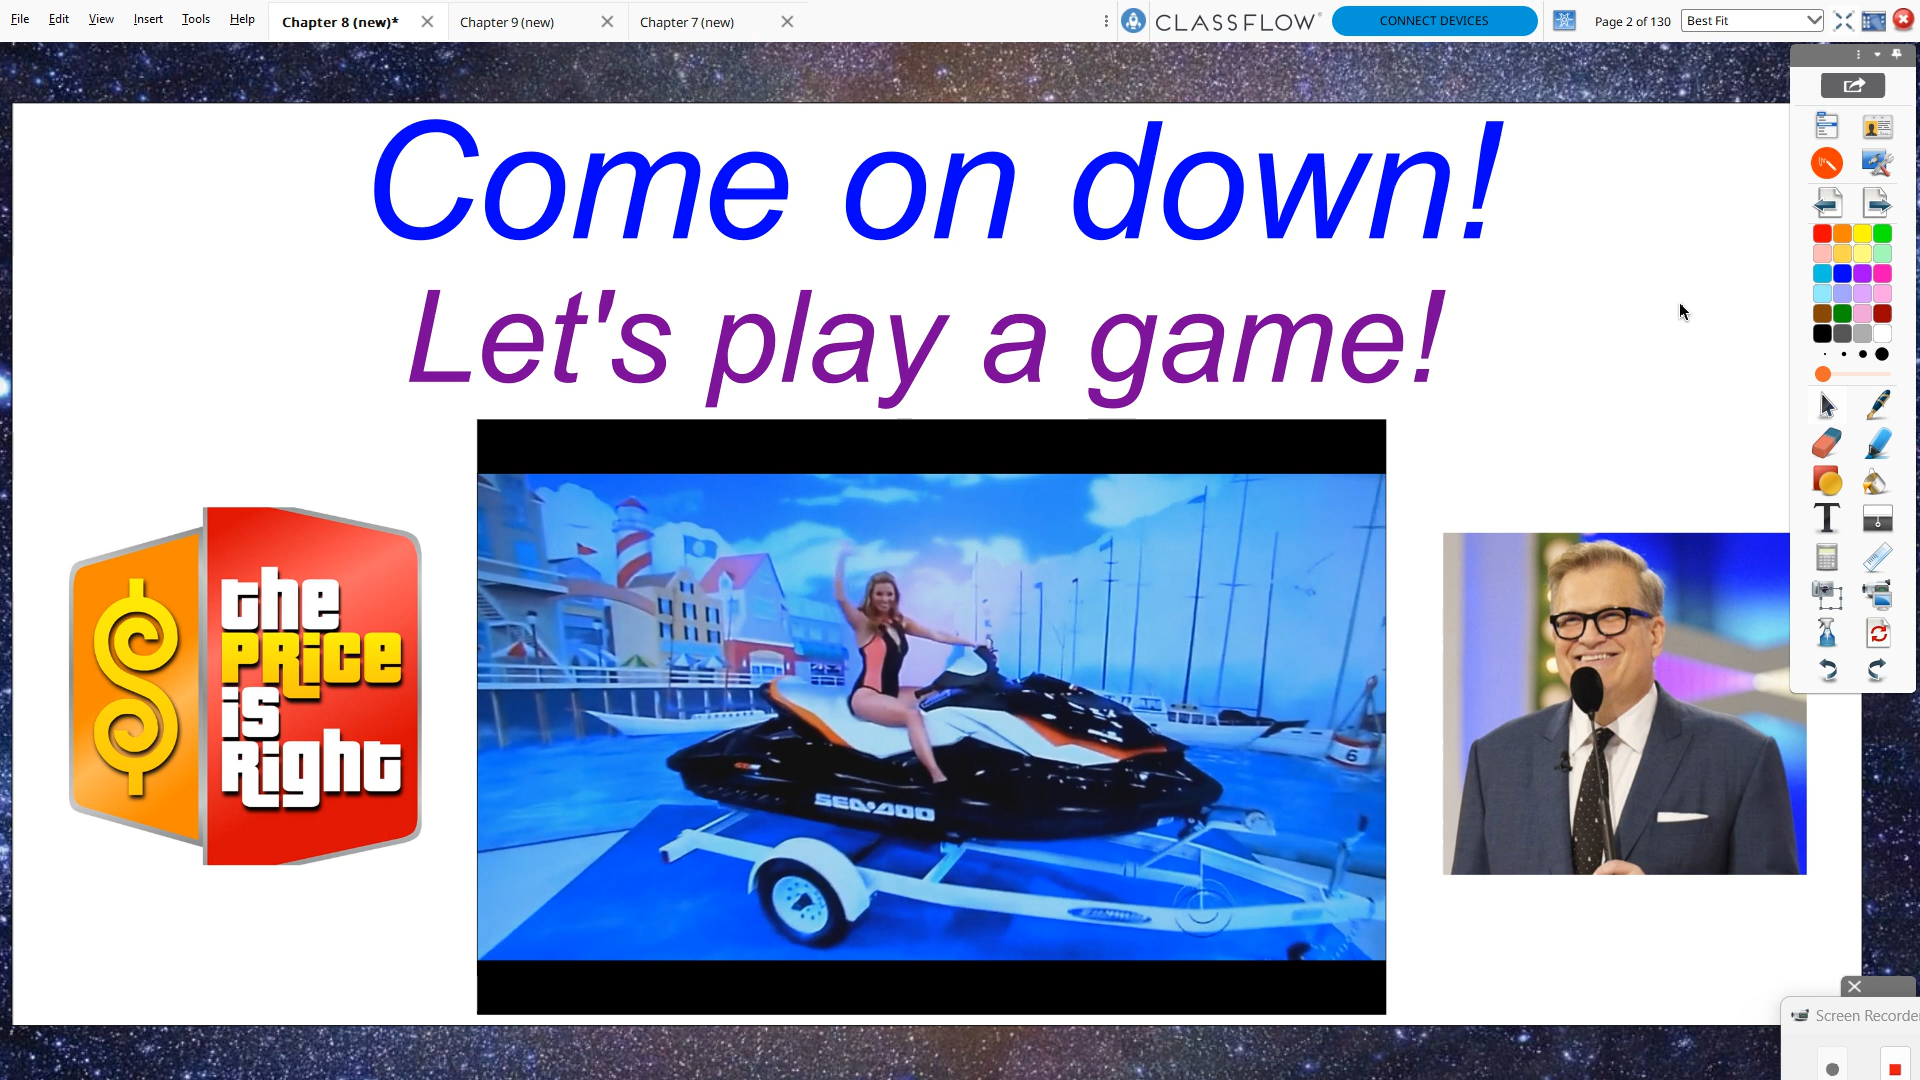 File Edit View Insert Tools Help Chapter 8 (new)* Chapter 9 (new) Chapter 7 (new) CLASSFLOW CONNECT DEVICES Page 2 of 130 Best Fit
Come on down!
Let's play a game!
the
PRICE
is
Right
SEA-DOO
6
T
Screen Recorder